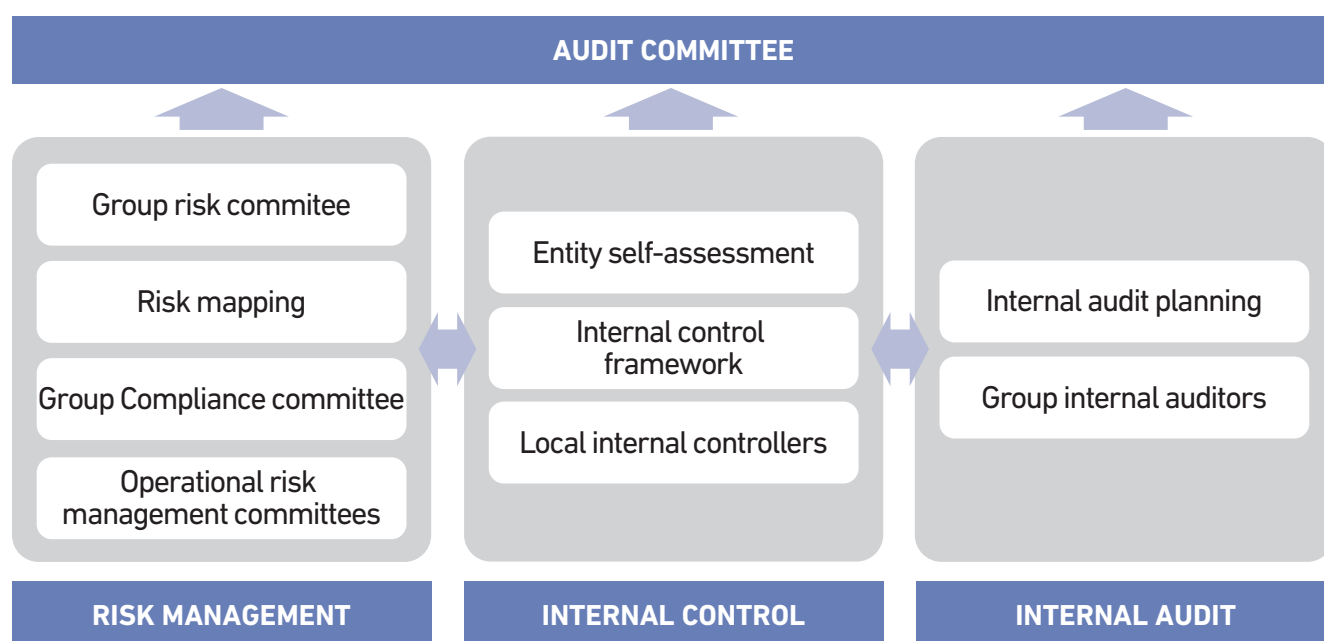 AUDIT COMMITTEE
Group risk commitee
Risk mapping
Group Compliance committee
Operational risk
management committees
Entity self-assessment
Internal control
framework
Local internal controllers
Internal audit planning
Group internal auditors
RISK MANAGEMENT
INTERNAL CONTROL
INTERNAL AUDIT